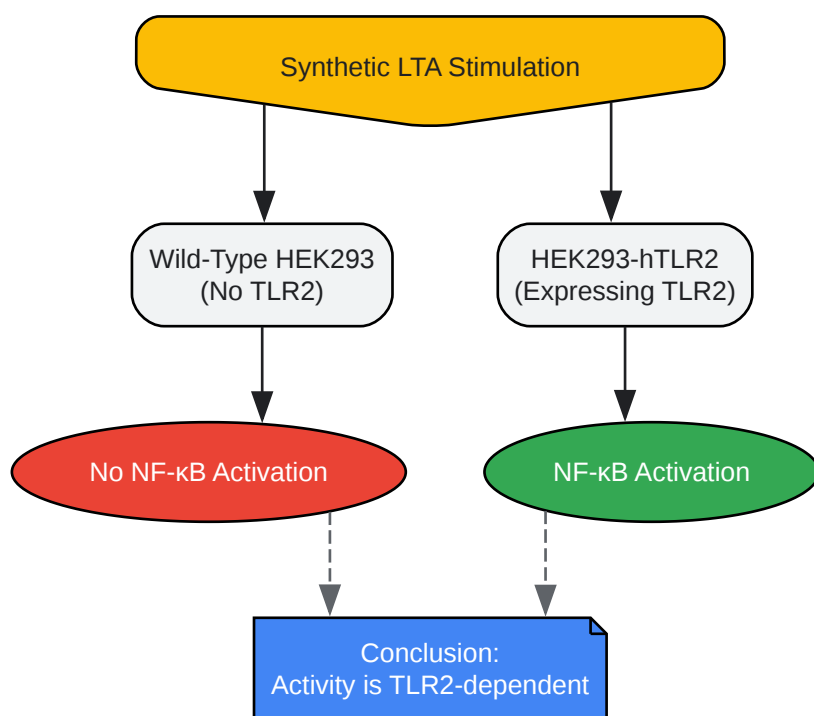 Synthetic LTA Stimulation
Wild-Type HEK293
(No TLR2)
HEK293-hTLR2
(Expressing TLR2)
No NF-κB Activation
NF-κB Activation
Conclusion:
Activity is TLR2-dependent